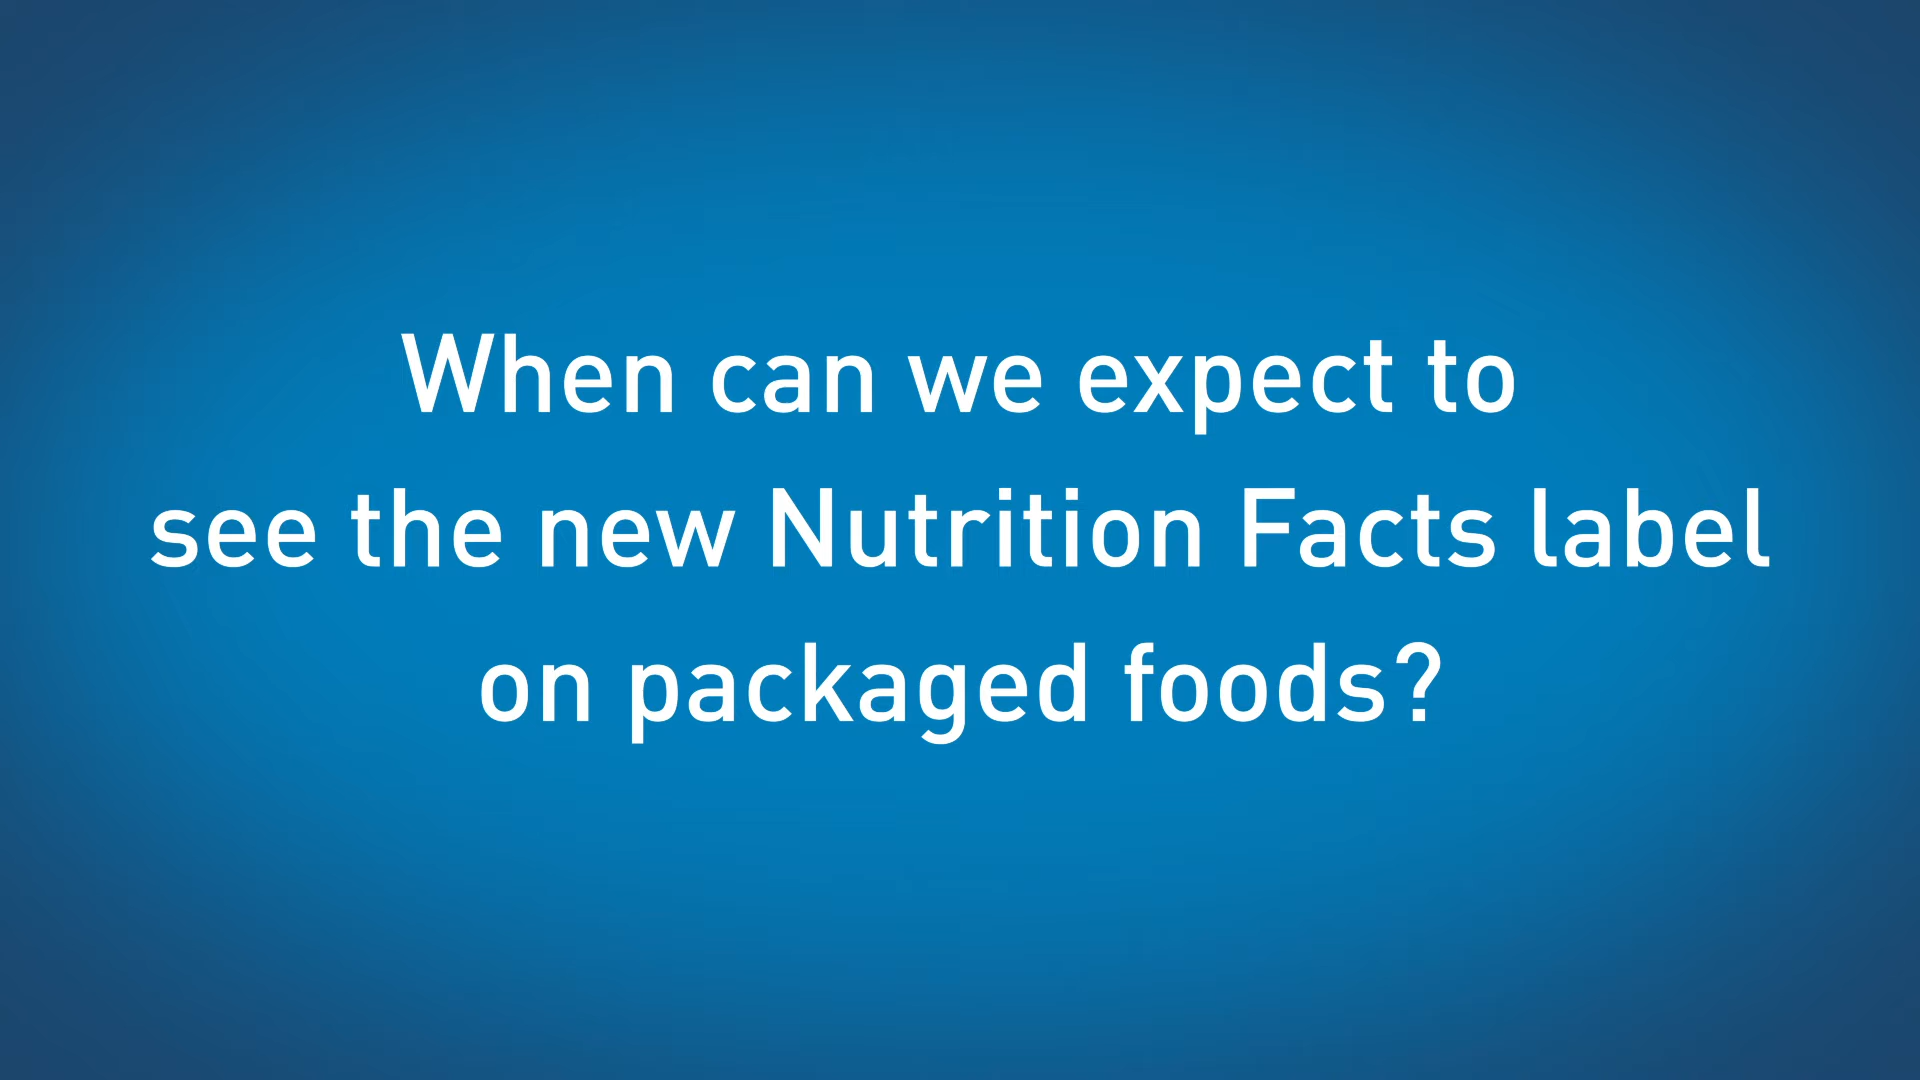 When can we expect to
see the new Nutrition Facts label
on packaged foods?